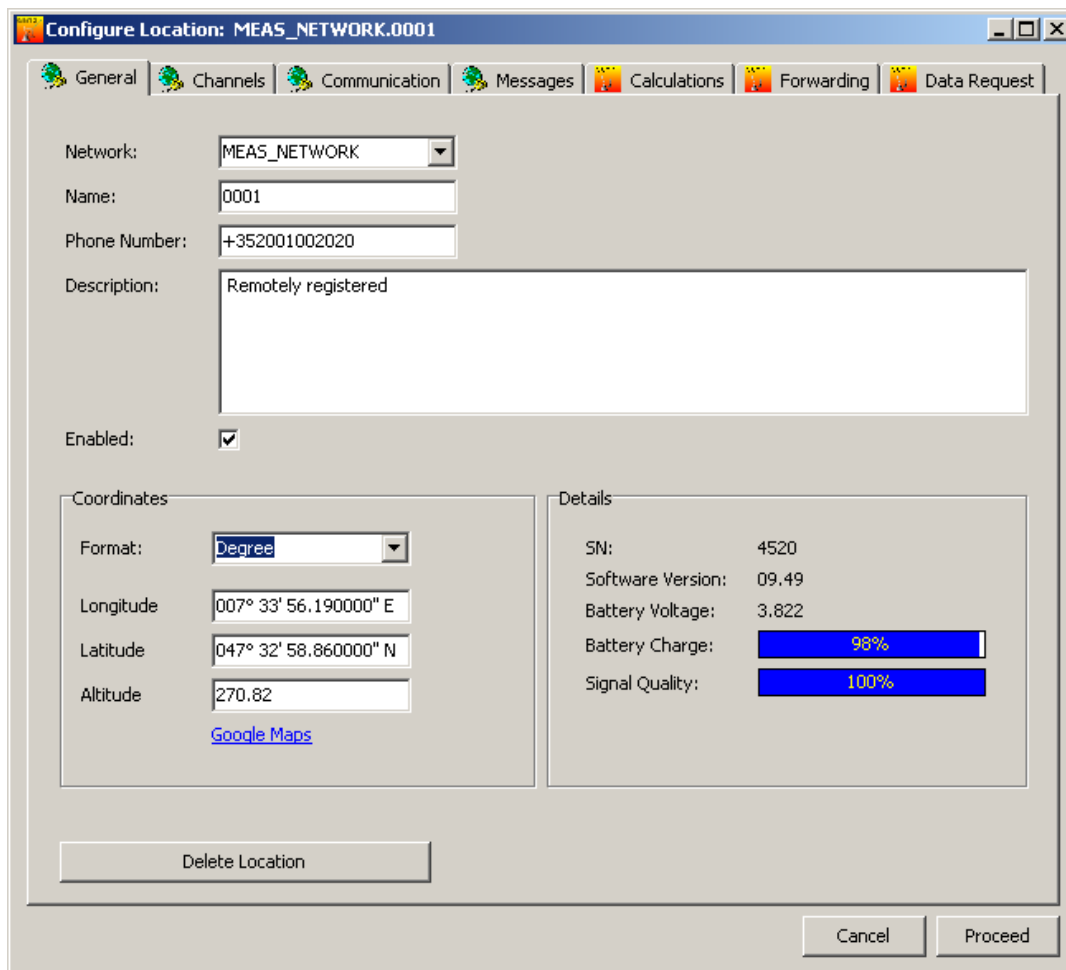 Configure Location: MEAS_NETWORK.0001
General Channels Communication Messages Calculations Forwarding Data Request
Network: MEAS_NETWORK
Name: 0001
Phone Number: +352001002020
Description: Remotely registered
Enabled:
Coordinates
Format: Degree
Longitude 007° 33' 56.190000" E
Latitude 047° 32' 58.860000" N
Altitude 270.82
Google Maps
Details
SN: 4520
Software Version: 09.49
Battery Voltage: 3.822
Battery Charge: 98%
Signal Quality: 100%
Delete Location
Cancel Proceed